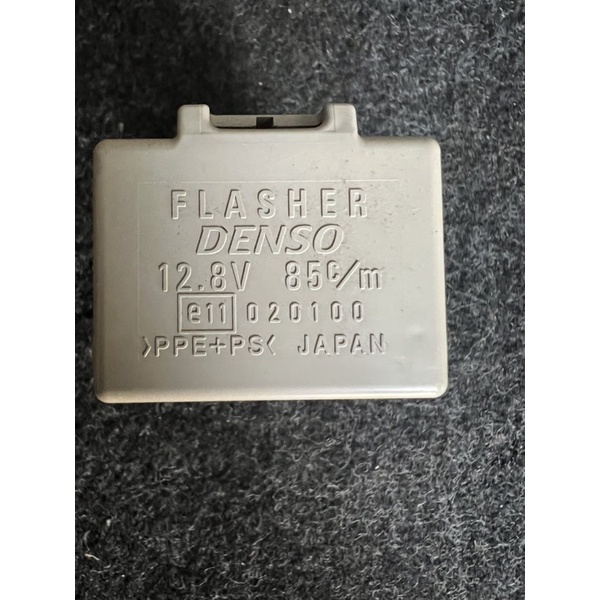 FLASHER
DENSO
12.8V 85c/m
e11 020100
>PPE+PS< JAPAN